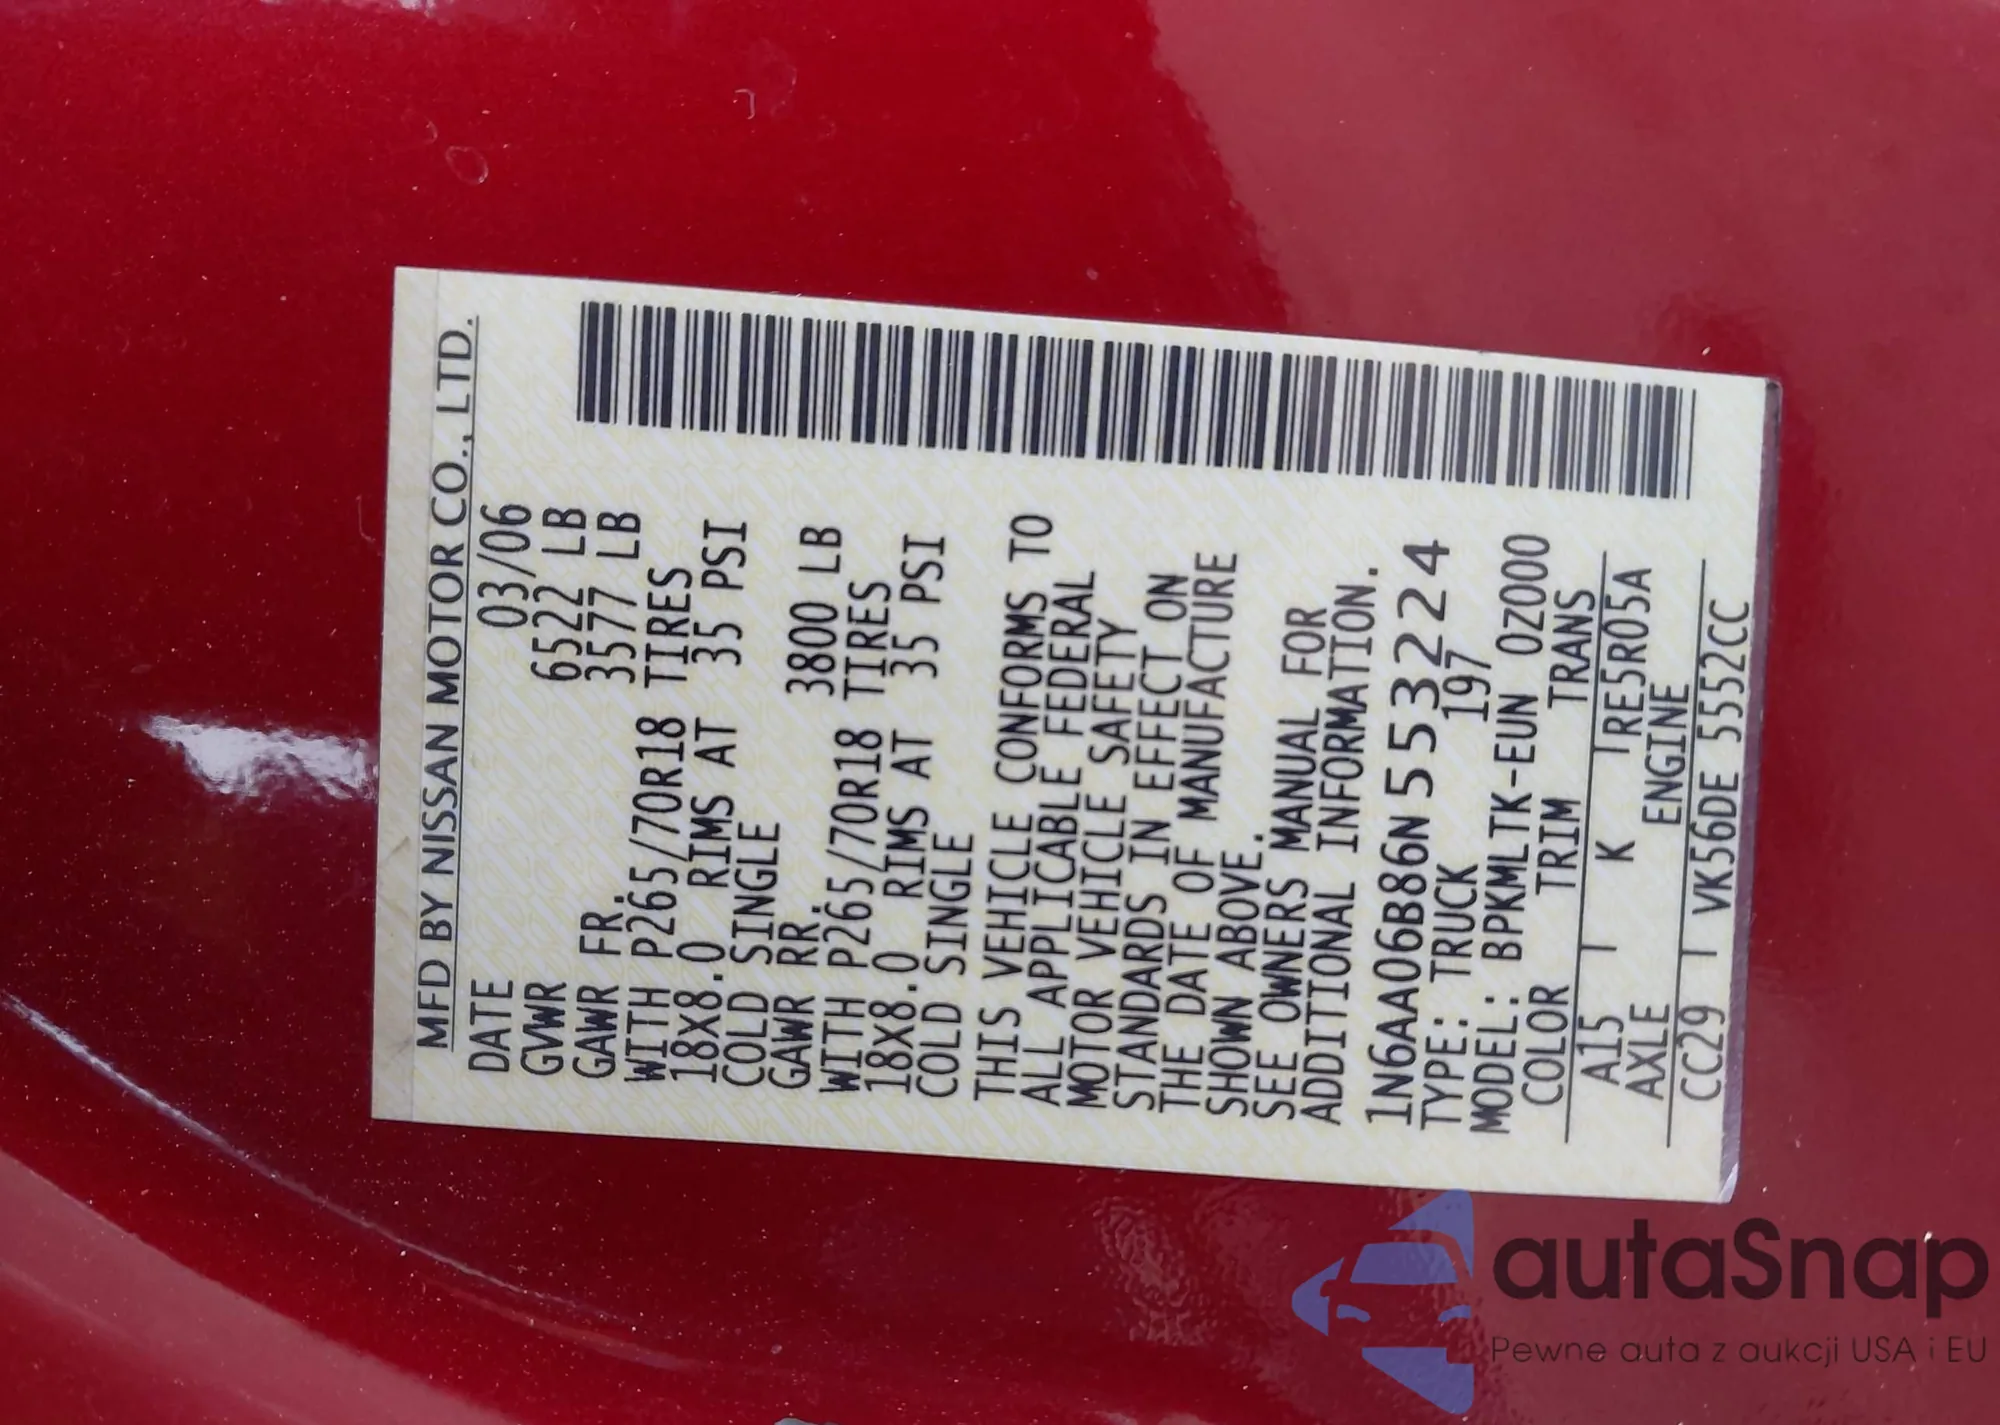 MFD BY NISSAN MOTOR CO., LTD.
DATE 03/06
GVWR 6522 LB
GAWR FR. 3577 LB
WITH P265/70R18 TIRES
18X8.0 RIMS AT 35 PSI
COLD SINGLE
GAWR RR. 3800 LB
WITH P265/70R18 TIRES
18X8.0 RIMS AT 35 PSI
COLD SINGLE
THIS VEHICLE CONFORMS TO
ALL APPLICABLE FEDERAL
MOTOR VEHICLE SAFETY
STANDARDS IN EFFECT ON
THE DATE OF MANUFACTURE
SHOWN ABOVE.
SEE OWNERS MANUAL FOR
ADDITIONAL INFORMATION.
1N6AA06B86N553224
TYPE: TRUCK 197
MODEL: BPKMLTK-EUN 0Z000
COLOR TRIM TRANS
A15 K RE5R05A
AXLE ENGINE
CC29 VK56DE 5552CC
autaSnap
Pewne auta z aukcji USA i EU